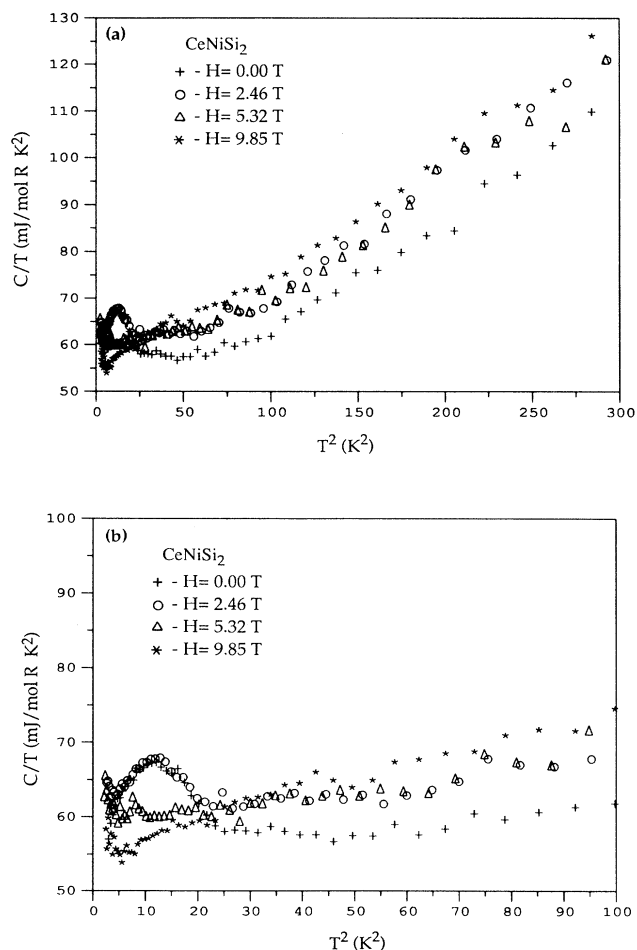 130
120
110
100
90
80
70
60
50
C/T (mJ/mol R K²)
(a)
CeNiSi₂
+ - H= 0.00 T
○ - H= 2.46 T
△ - H= 5.32 T
✶ - H= 9.85 T
0 50 100 150 200 250 300
T² (K²)
100
90
80
70
60
50
C/T (mJ/mol R K²)
(b)
CeNiSi₂
+ - H= 0.00 T
○ - H= 2.46 T
△ - H= 5.32 T
✶ - H= 9.85 T
0 10 20 30 40 50 60 70 80 90 100
T² (K²)